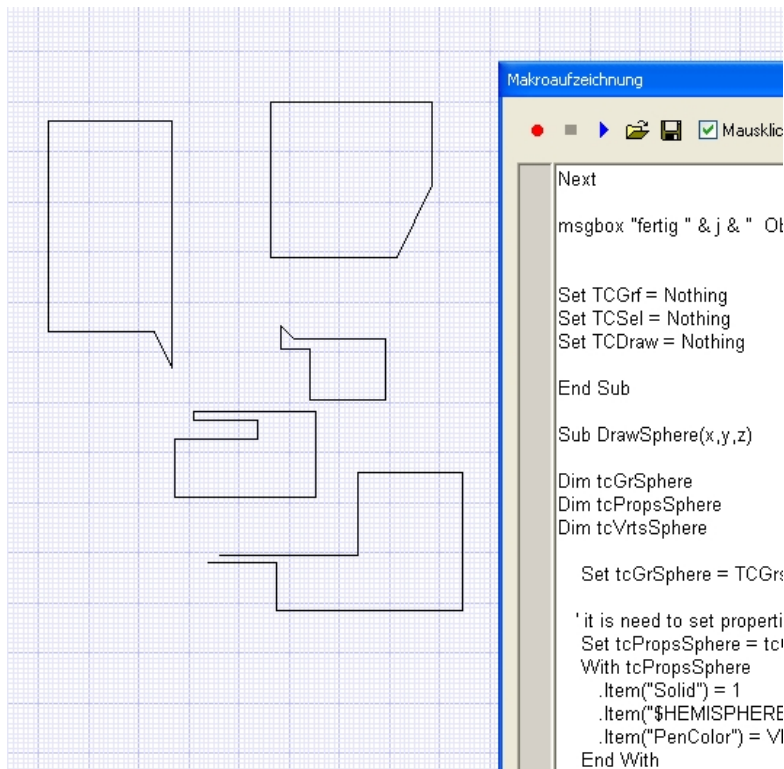 Makroaufzeichnung
Next
msgbox "fertig " & j & "
Set TCGrf = Nothing
Set TCSel = Nothing
Set TCDraw = Nothing
End Sub
Sub DrawSphere(x,y,z)
Dim tcGrSphere
Dim tcPropsSphere
Dim tcVrtsSphere
Set tcGrSphere =
' it is need to set
Set tcPropsSphere =
With tcPropsSphere
.Item("Solid") = 1
.Item("$HEMISPHERE
.Item("PenColor") =
End With